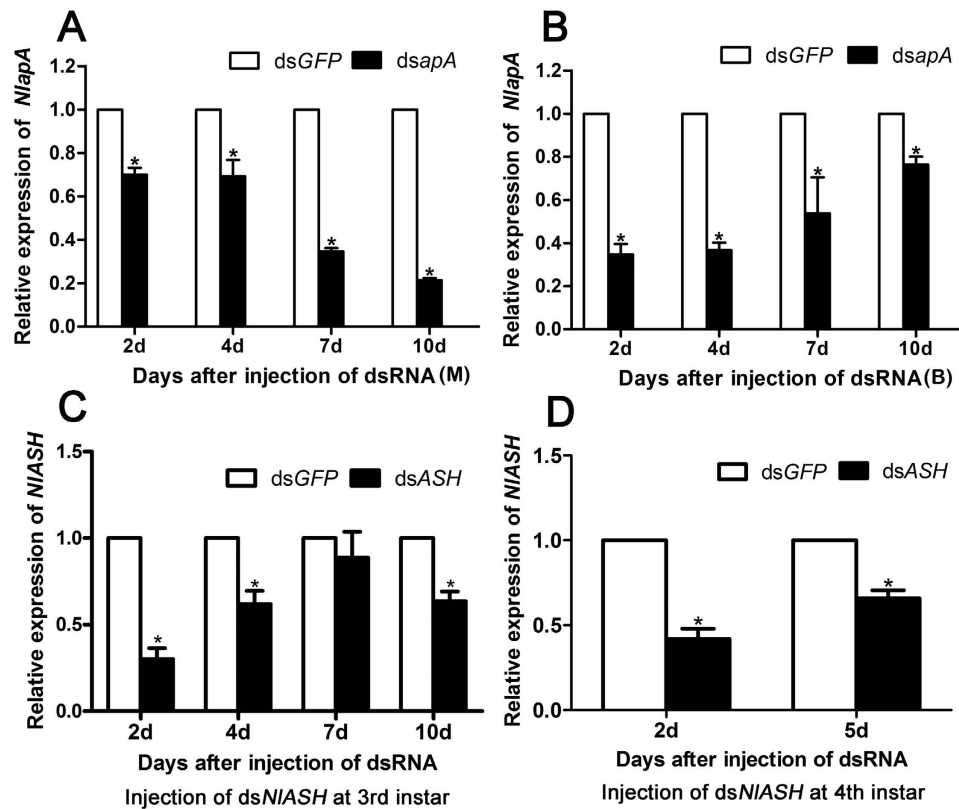 A
dsGFP dsapA
Relative expression of NlapA
1.2
1.0
0.8
0.6
0.4
0.2
0.0
* * * *
2d 4d 7d 10d
Days after injection of dsRNA(M)
B
dsGFP dsapA
Relative expression of NlapA
1.2
1.0
0.8
0.6
0.4
0.2
0.0
* * * *
2d 4d 7d 10d
Days after injection of dsRNA(B)
C
dsGFP dsASH
Relative expression of NlASH
1.5
1.0
0.5
0.0
* * *
2d 4d 7d 10d
Days after injection of dsRNA
Injection of dsNlASH at 3rd instar
D
dsGFP dsASH
Relative expression of NlASH
1.5
1.0
0.5
0.0
* *
2d 5d
Days after injection of dsRNA
Injection of dsNlASH at 4th instar